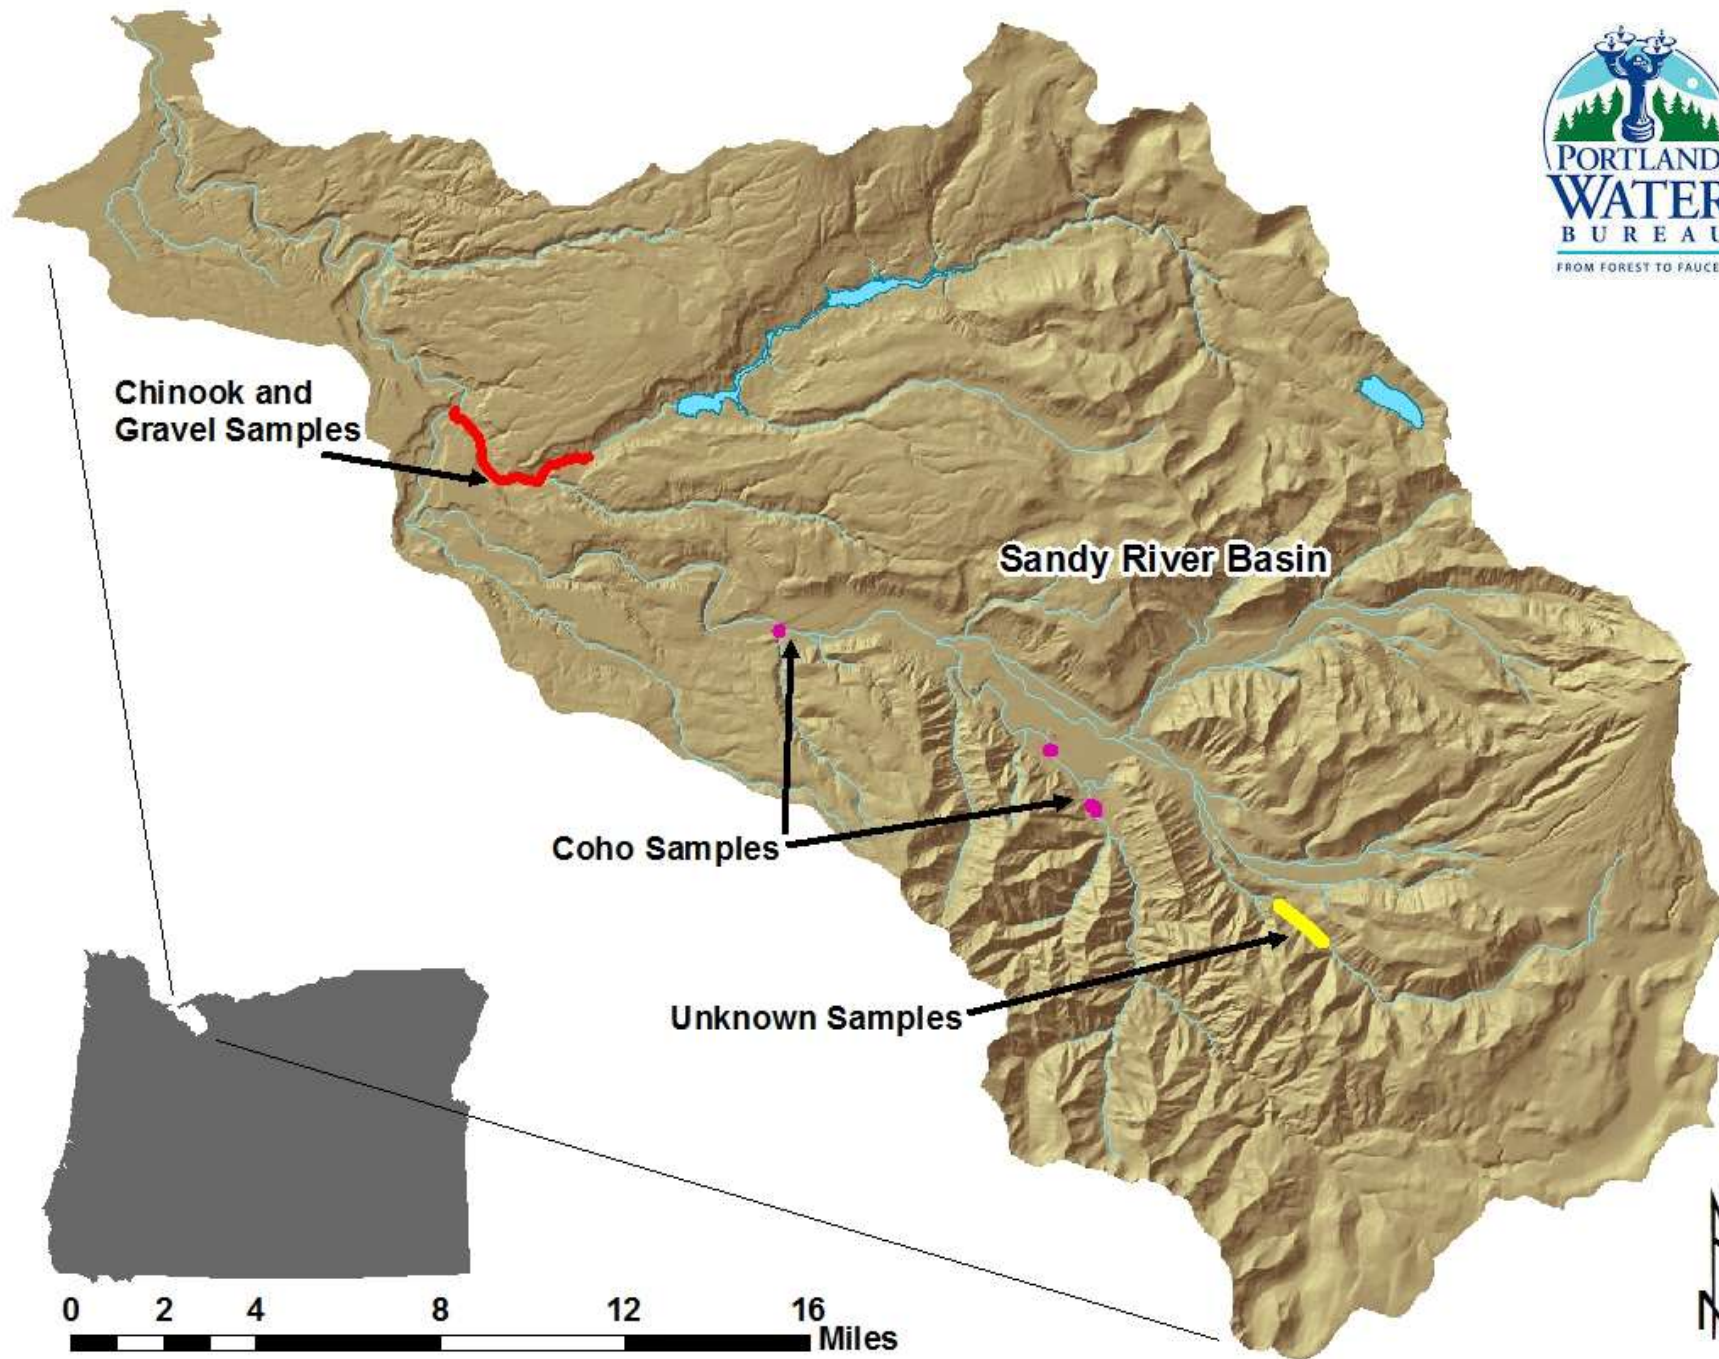 PORTLAND
WATER
BUREAU
FROM FOREST TO FAUCE
Chinook and
Gravel Samples
Sandy River Basin
Coho Samples
Unknown Samples
0 2 4 8 12 16
Miles
N